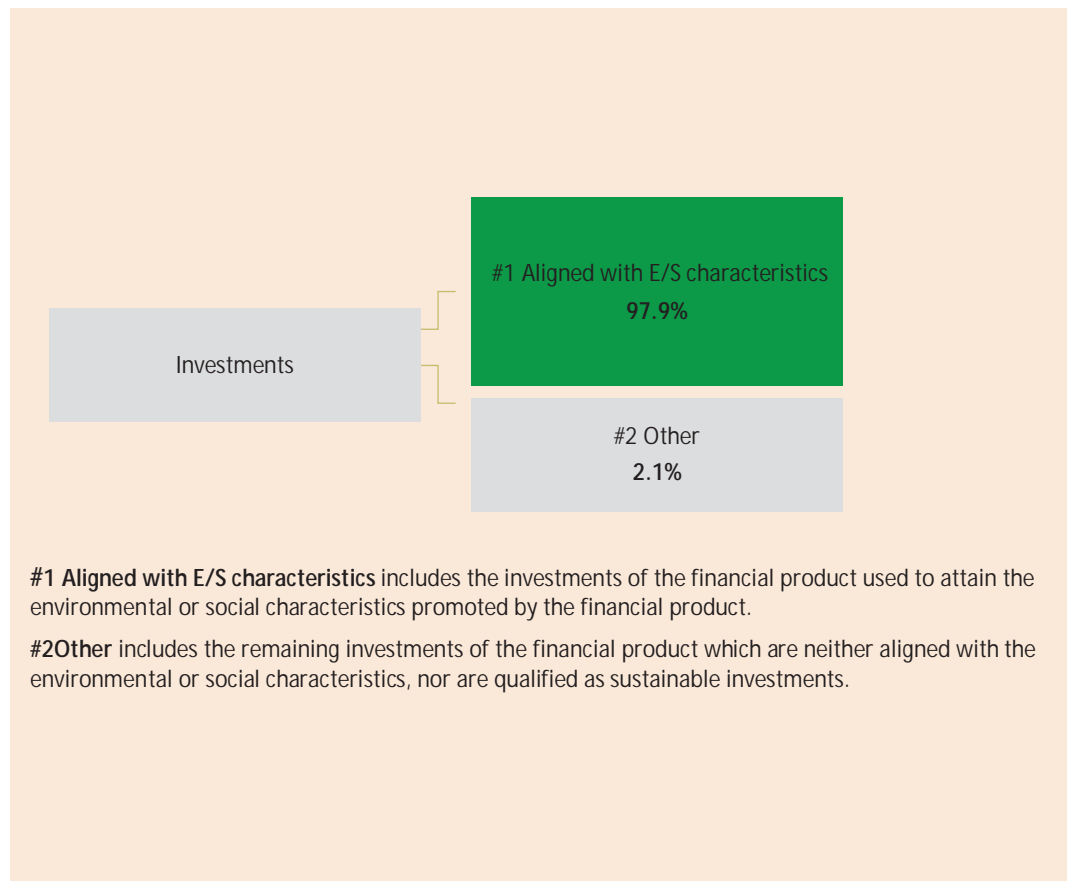 #1 Aligned with E/S characteristics
97.9%
Investments
#2 Other
2.1%
#1 Aligned with E/S characteristics includes the investments of the financial product used to attain the
environmental or social characteristics promoted by the financial product.
#2Other includes the remaining investments of the financial product which are neither aligned with the
environmental or social characteristics, nor are qualified as sustainable investments.